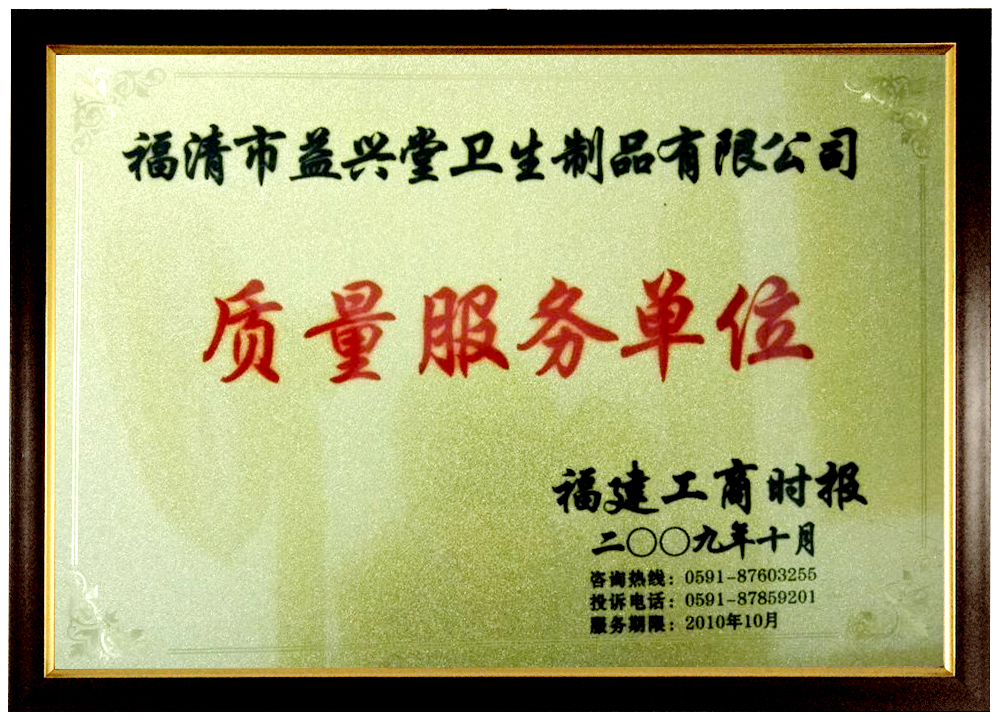 福清市益兴堂卫生制品有限公司
质量服务单位
福建工商时报
二〇〇九年十月
咨询热线：0591-87603255
投诉电话：0591-87859201
服务期限：2010年10月